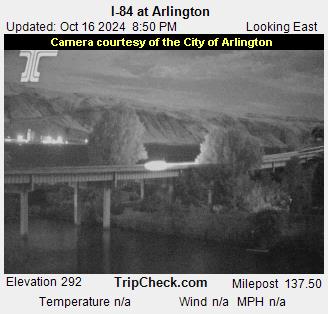 I-84 at Arlington
Updated: Oct 16 2024 8:50 PM Looking East
Camera courtesy of the City of Arlington
Elevation 292 TripCheck.com Milepost 137.50
Temperature n/a Wind n/a MPH n/a